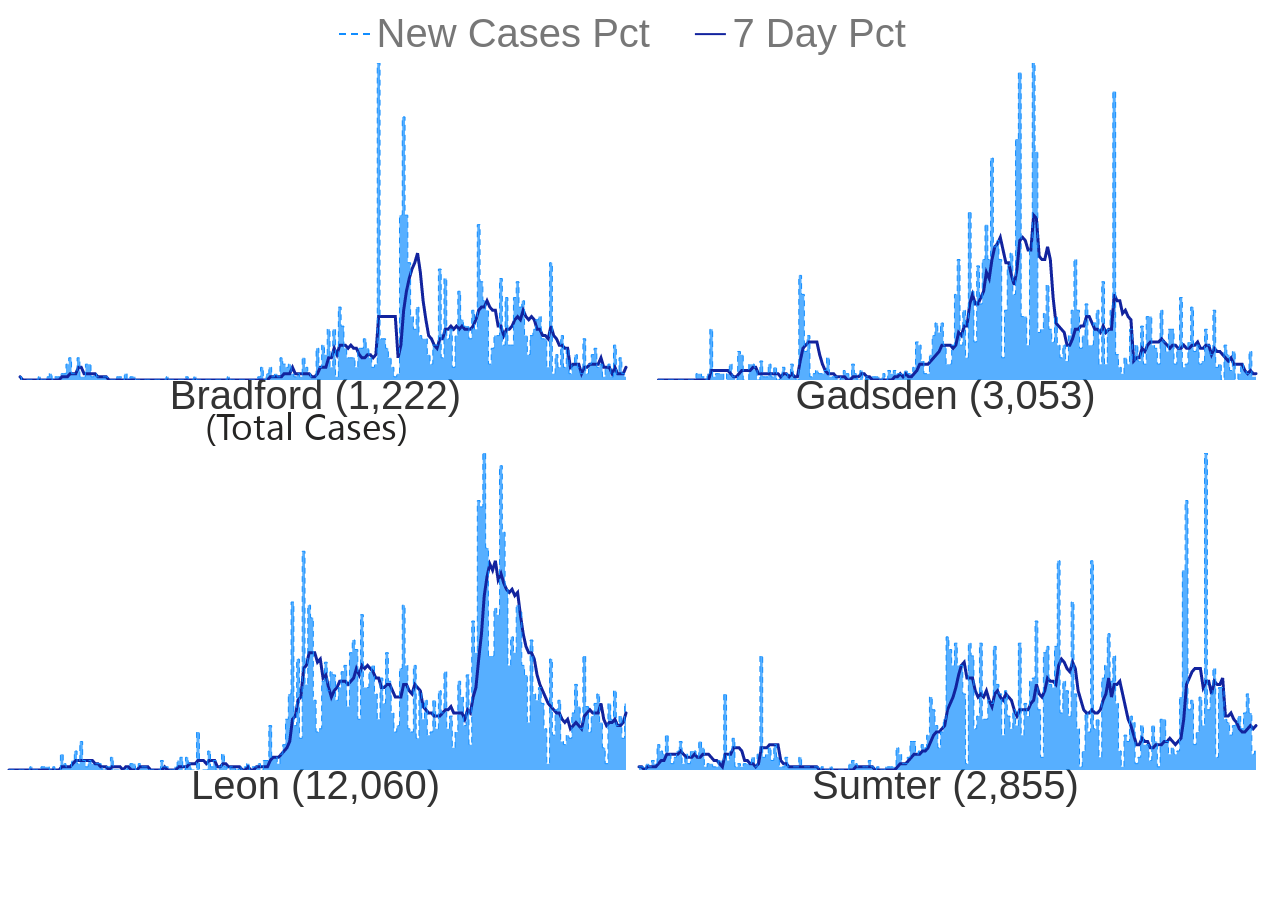 New Cases Pct 7 Day Pct
Bradford (1,222) Gadsden (3,053)
(Total Cases)
Leon (12,060) Sumter (2,855)